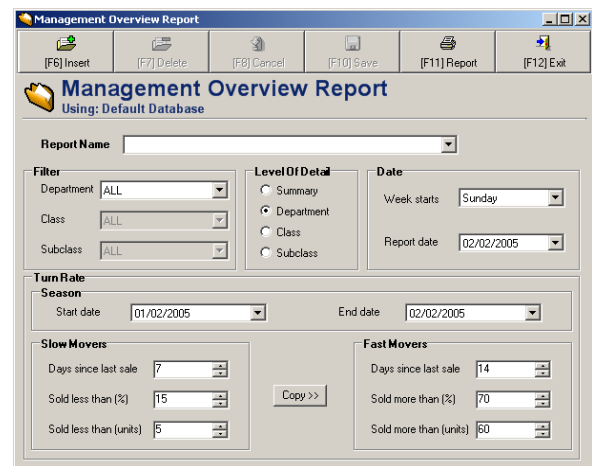 Management Overview Report
[F6] Insert [F7] Delete [F8] Cancel [F10] Save [F11] Report [F12] Exit
Management Overview Report
Using: Default Database
Report Name
Filter
Department ALL
Class ALL
Subclass ALL
Level Of Detail
Summary
Department
Class
Subclass
Date
Week starts Sunday
Report date 02/02/2005
Turn Rate
Season
Start date 01/02/2005 End date 02/02/2005
Slow Movers
Days since last sale 7
Sold less than (%) 15
Sold less than (units) 5
Copy >>
Fast Movers
Days since last sale 14
Sold more than (%) 70
Sold more than (units) 60